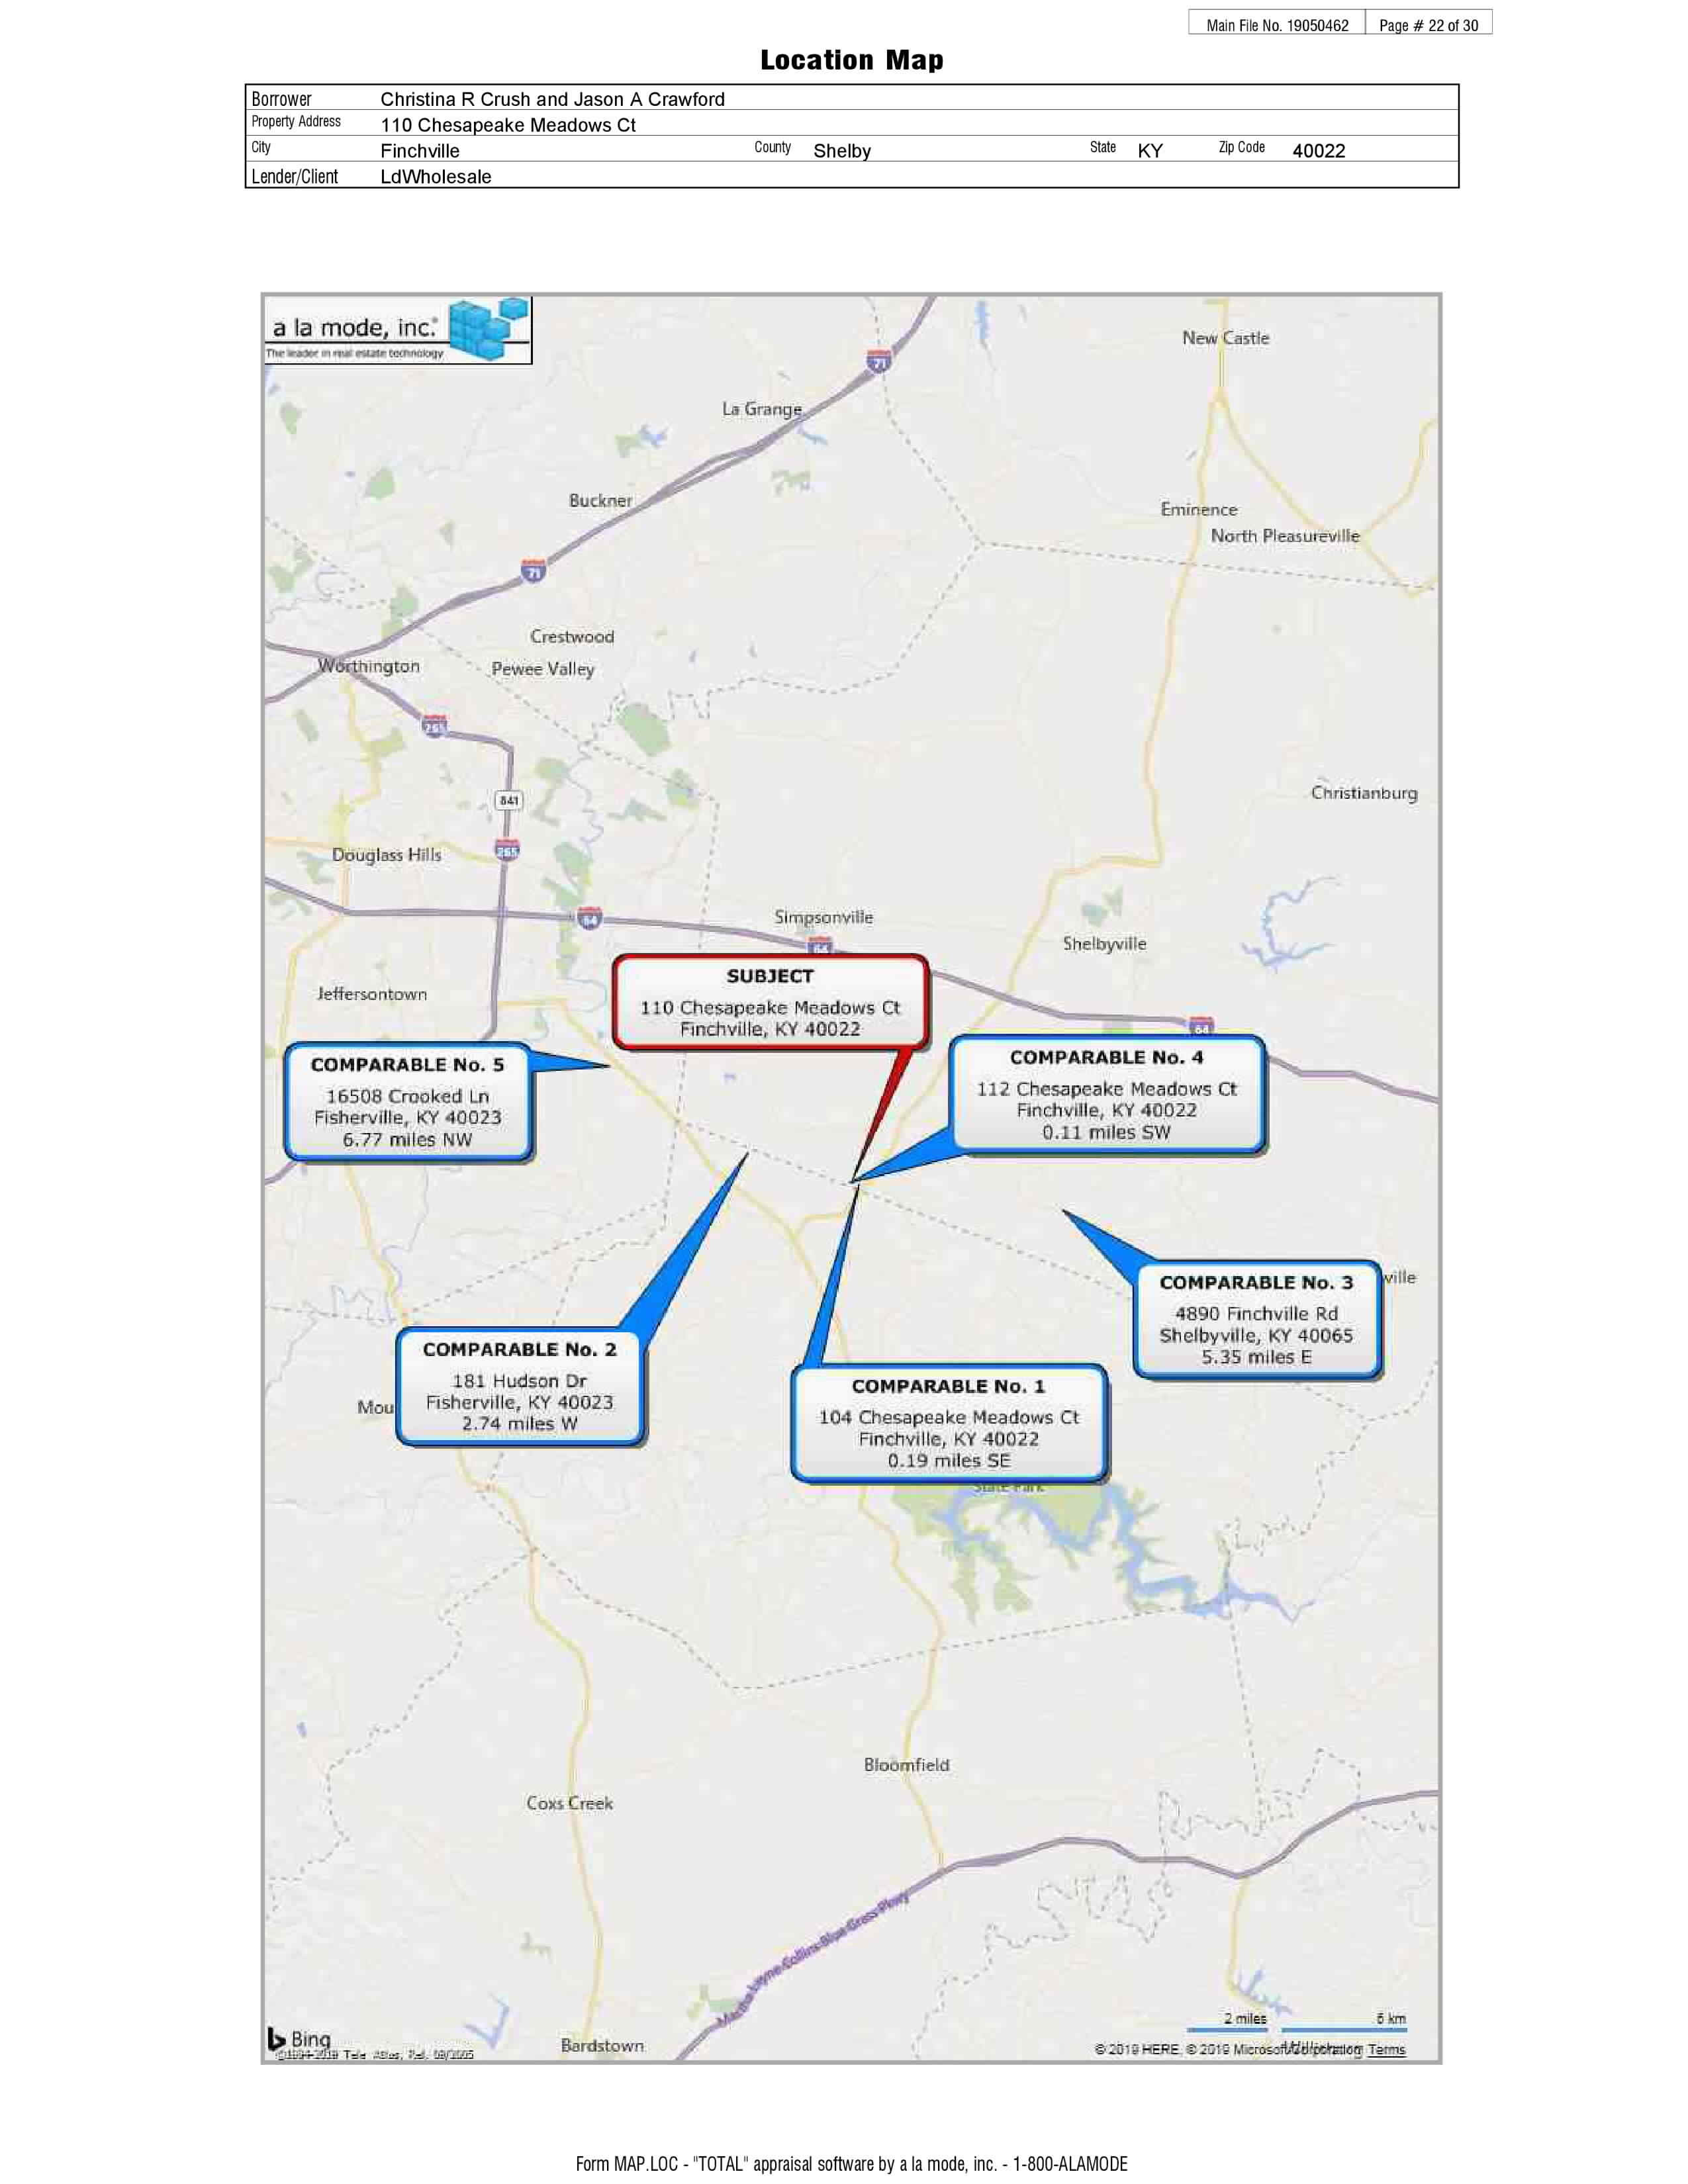 Main File No. 19050462 Page # 22 of 30
Location Map
Borrower Christina R Crush and Jason A Crawford
Property Address 110 Chesapeake Meadows Ct
City Finchville County Shelby State KY Zip Code 40022
Lender/Client LdWholesale
a la mode, inc.
The leader in real estate technology
New Castle
71
La Grange
Buckner
Eminence
North Pleasureville
71
Crestwood
Worthington
Pewee Valley
265
Christianburg
841
265
Douglass Hills
64
Simpsonville
64
Shelbyville
Jeffersontown
64
SUBJECT
110 Chesapeake Meadows Ct
Finchville, KY 40022
COMPARABLE No. 5
16508 Crooked Ln
Fisherville, KY 40023
6.77 miles NW
COMPARABLE No. 4
112 Chesapeake Meadows Ct
Finchville, KY 40022
0.11 miles SW
COMPARABLE No. 3
4890 Finchville Rd
Shelbyville, KY 40065
5.35 miles E
ville
COMPARABLE No. 2
181 Hudson Dr
Fisherville, KY 40023
2.74 miles W
Mou
COMPARABLE No. 1
104 Chesapeake Meadows Ct
Finchville, KY 40022
0.19 miles SE
State Park
Bloomfield
Coxs Creek
Martha Layne Collins Blue Grass Pkwy
Bardstown
Bing
2 miles 5 km
© 2019 HERE, © 2019 Microsoft Corporation Terms
Form MAP.LOC - "TOTAL" appraisal software by a la mode, inc. - 1-800-ALAMODE